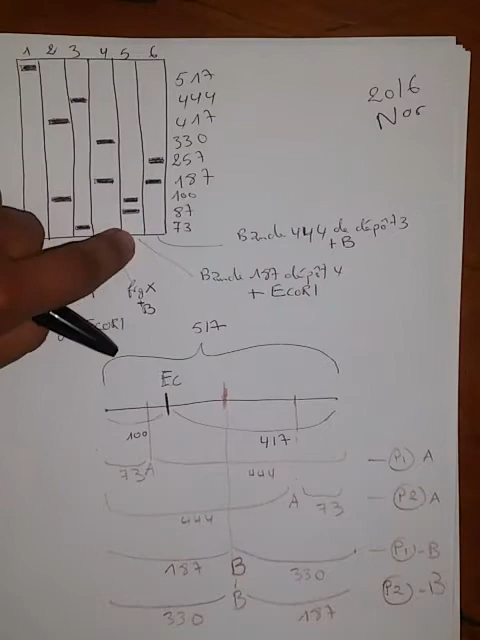 1 2 3 4 5 6
517
444
417
330
257
187
100
87
73
2016
Nor
Bande 444 de dépôt 3
+ B
Bande 187 dépôt 4
+ EcoRI
+ B
EcoRI
517
Ec
100
417
73 A 444 — P1 A
444 A 73 — P2 A
187 B 330 — P1 - B
330 B 187 P2 - B